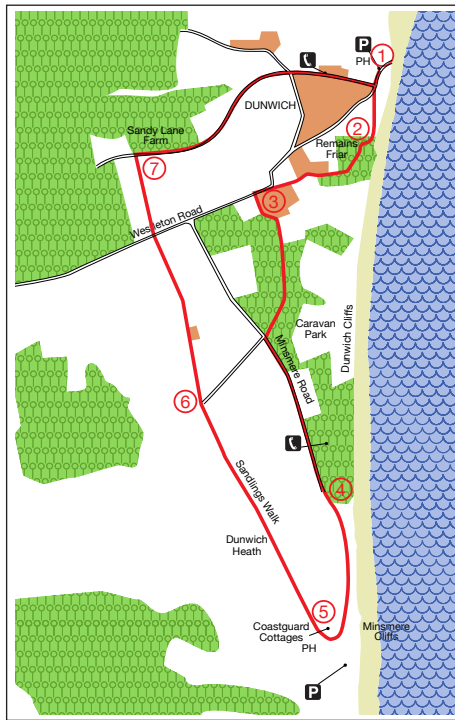 P
1
PH
DUNWICH
2
Remains
Friar
Sandy Lane
Farm
7
3
Westleton Road
Caravan
Park
Dunwich Cliffs
Minsmere Road
6
4
Sandlings Walk
Dunwich
Heath
5
Coastguard
Cottages
PH
Minsmere
Cliffs
P